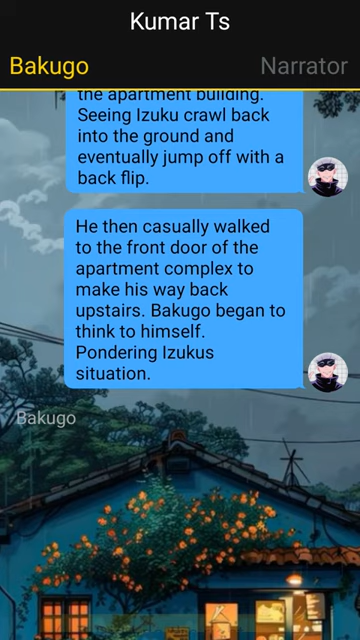 Kumar Ts
Bakugo
Narrator
the apartment building.
Seeing Izuku crawl back
into the ground and
eventually jump off with a
back flip.
He then casually walked
to the front door of the
apartment complex to
make his way back
upstairs. Bakugo began to
think to himself.
Pondering Izukus
situation.
Bakugo